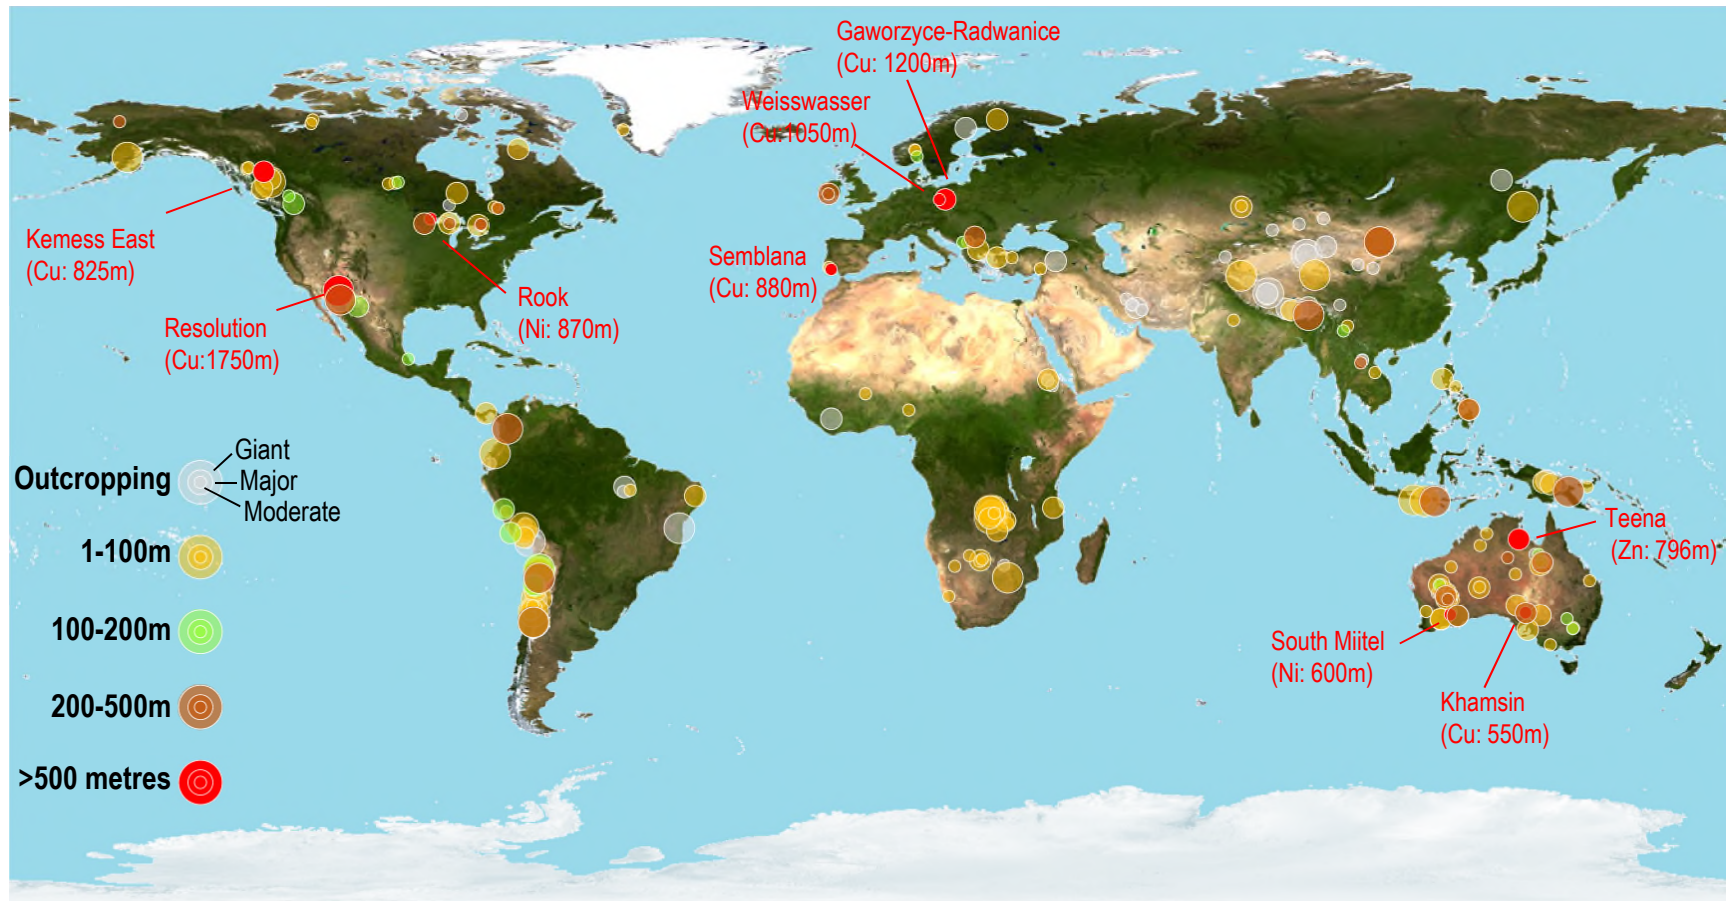 Gaworzyce-Radwanice
(Cu: 1200m)
Weisswasser
(Cu:1050m)
Kemess East
(Cu: 825m)
Semblana
(Cu: 880m)
Rook
(Ni: 870m)
Resolution
(Cu:1750m)
Giant
Outcropping
Major
Moderate
1-100m
100-200m
200-500m
>500 metres
Teena
(Zn: 796m)
South Miitel
(Ni: 600m)
Khamsin
(Cu: 550m)